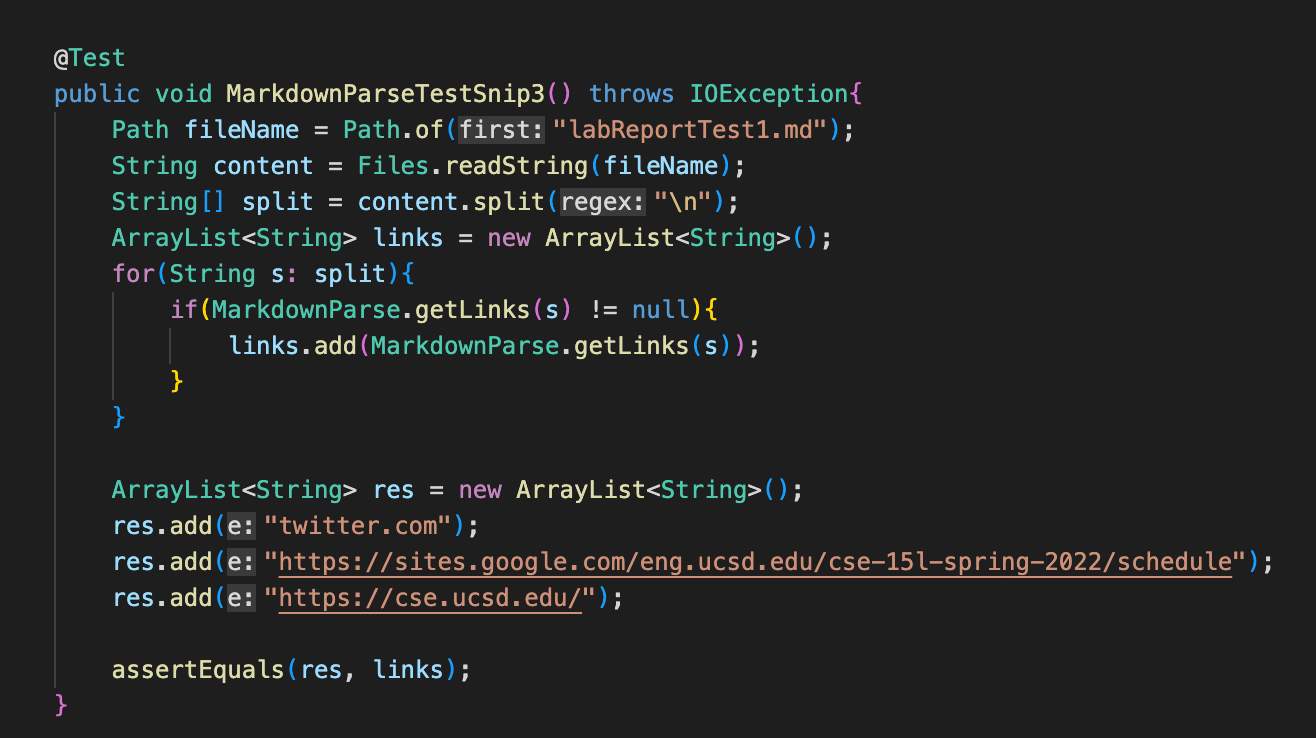 @Test
public void MarkdownParseTestSnip3() throws IOException{
    Path fileName = Path.of(first: "labReportTest1.md");
    String content = Files.readString(fileName);
    String[] split = content.split(regex: "\n");
    ArrayList<String> links = new ArrayList<String>();
    for(String s: split){
        if(MarkdownParse.getLinks(s) != null){
            links.add(MarkdownParse.getLinks(s));
        }
    }

    ArrayList<String> res = new ArrayList<String>();
    res.add(e: "twitter.com");
    res.add(e: "https://sites.google.com/eng.ucsd.edu/cse-15l-spring-2022/schedule");
    res.add(e: "https://cse.ucsd.edu/");

    assertEquals(res, links);
}